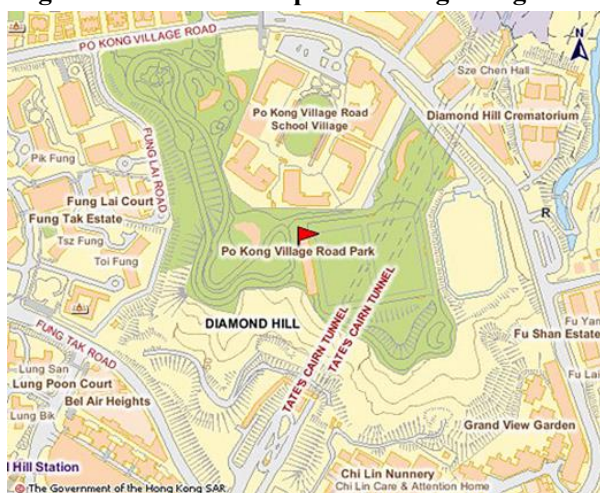 PO KONG VILLAGE ROAD
N
Sze Chen Hall
Po Kong Village Road
School Village
Diamond Hill Crematorium
Pik Fung
FUNG LAI ROAD
Fung Lai Court
Fung Tak Estate
Tsz Fung
Toi Fung
R
Po Kong Village Road Park
DIAMOND HILL
TATE'S CAIRN TUNNEL
TATE'S CAIRN TUNNEL
FUNG TAK ROAD
Fu Yan
Fu Shan Estate
Lung San
Lung Poon Court
Bel Air Heights
Lung Bik
Fu Lai
Grand View Garden
Hill Station
Chi Lin Nunnery
Chi Lin Care & Attention Home
© The Government of the Hong Kong SAR